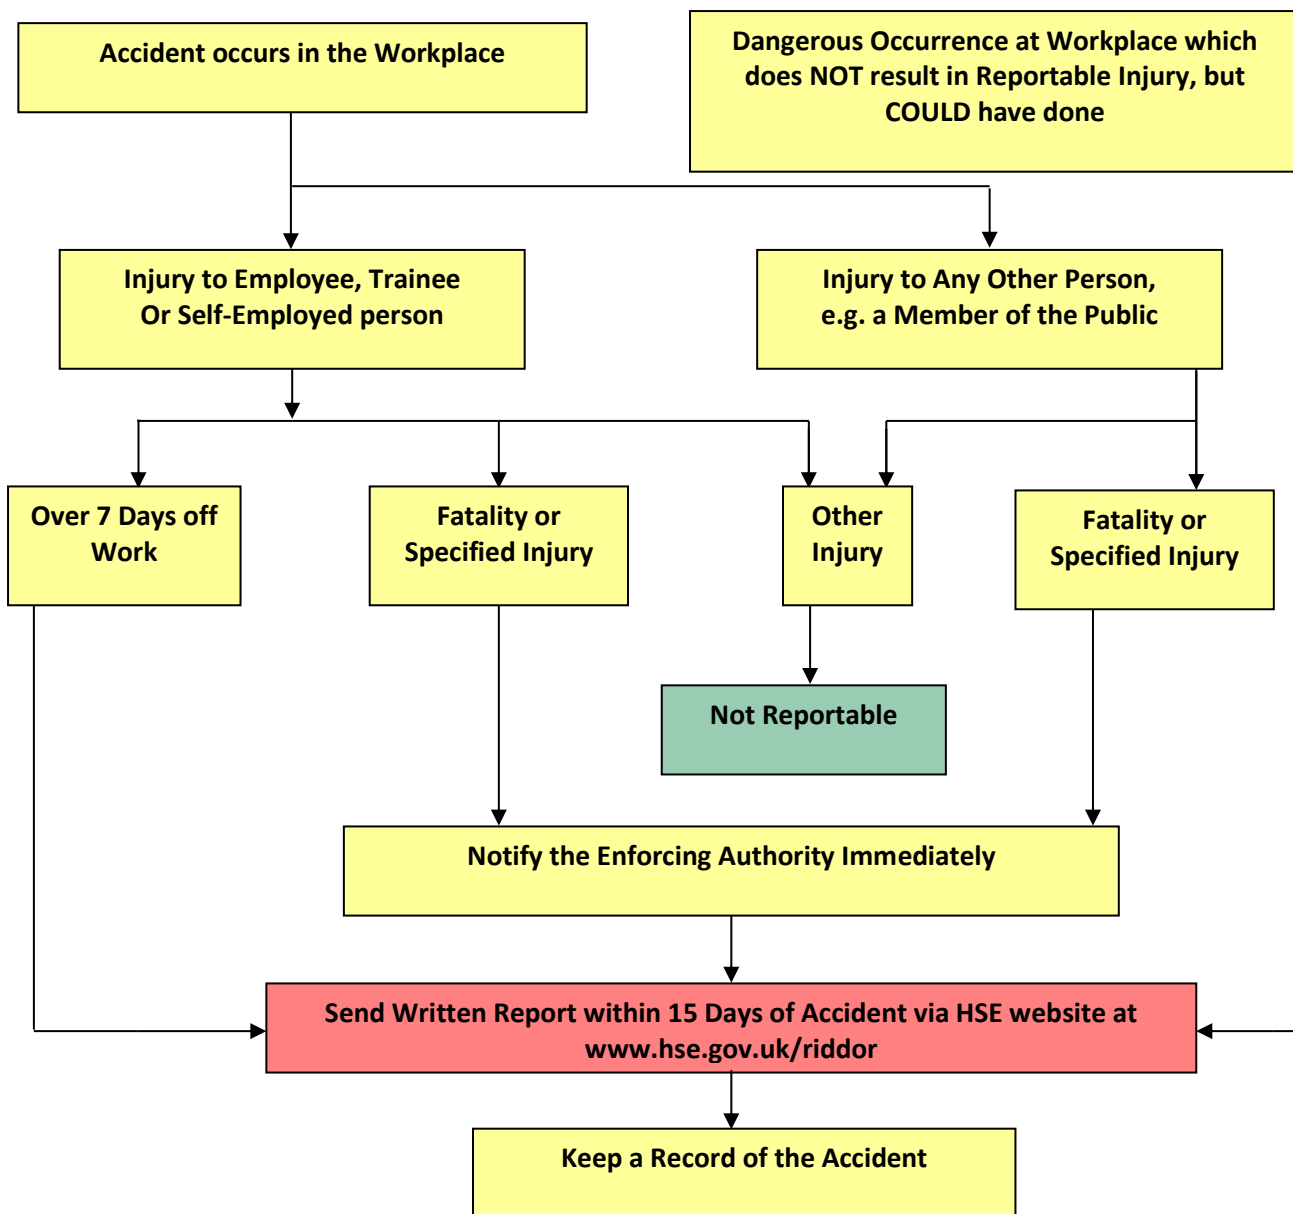 Accident occurs in the Workplace
Dangerous Occurrence at Workplace which
does NOT result in Reportable Injury, but
COULD have done
Injury to Employee, Trainee
Or Self-Employed person
Injury to Any Other Person,
e.g. a Member of the Public
Over 7 Days off
Work
Fatality or
Specified Injury
Other
Injury
Fatality or
Specified Injury
Not Reportable
Notify the Enforcing Authority Immediately
Send Written Report within 15 Days of Accident via HSE website at
www.hse.gov.uk/riddor
Keep a Record of the Accident